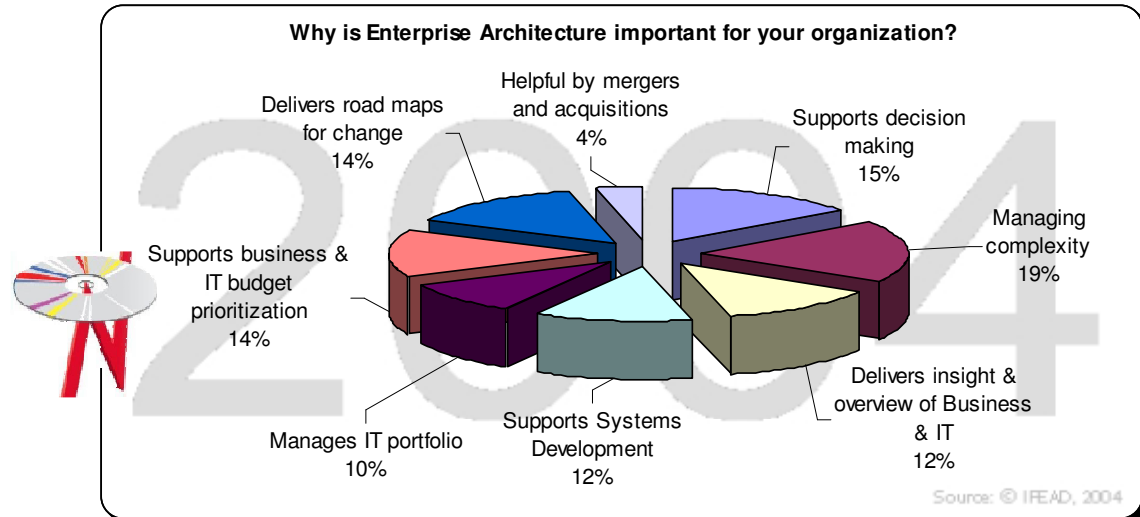 Why is Enterprise Architecture important for your organization?
2004
Helpful by mergers
and acquisitions
4%
Delivers road maps
for change
14%
Supports decision
making
15%
Managing
complexity
19%
Supports business &
IT budget
prioritization
14%
Delivers insight &
overview of Business
& IT
12%
Supports Systems
Development
12%
Manages IT portfolio
10%
Source: © IFEAD, 2004